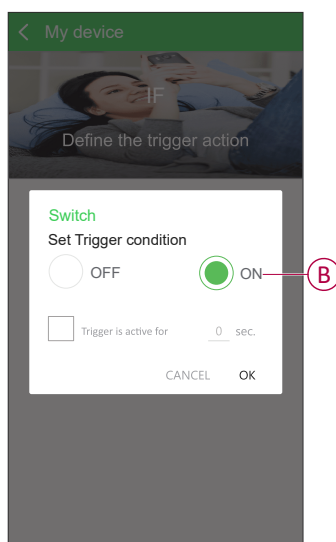 My device
IF
Define the trigger action
Switch
Set Trigger condition
OFF ON
B
Trigger is active for 0 sec.
CANCEL OK